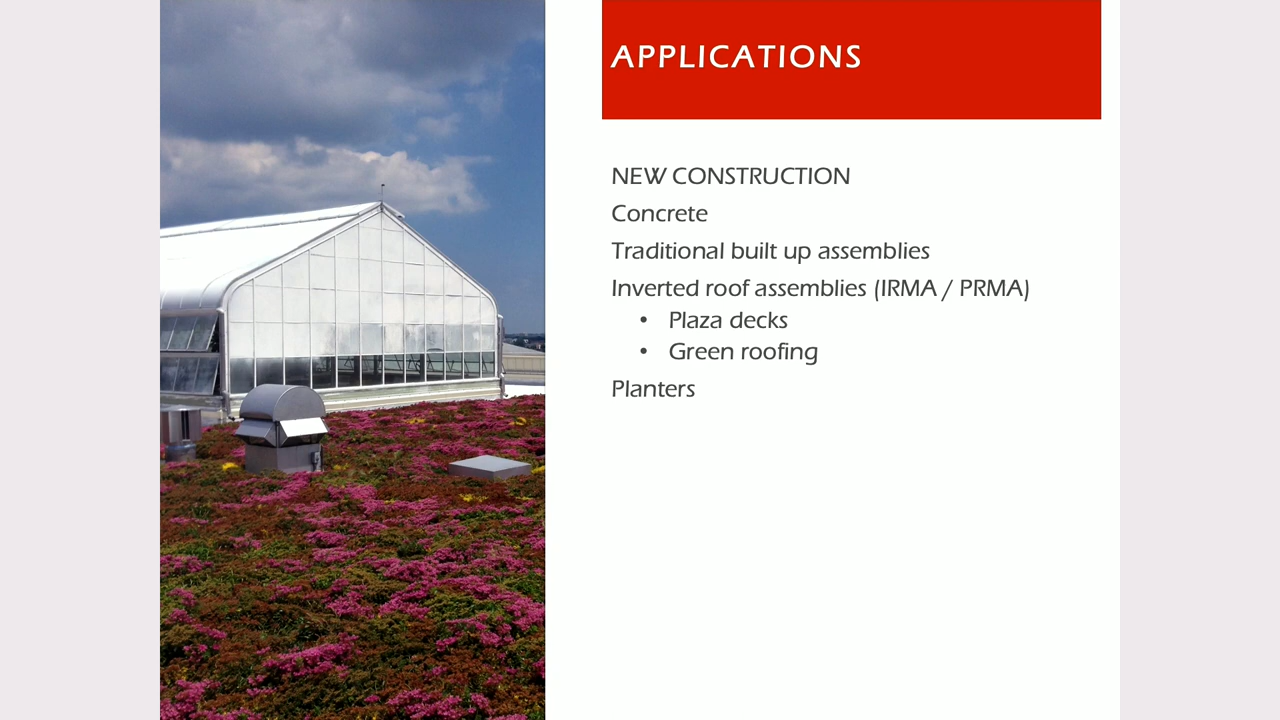 APPLICATIONS
NEW CONSTRUCTION
Concrete
Traditional built up assemblies
Inverted roof assemblies (IRMA / PRMA)
• Plaza decks
• Green roofing
Planters